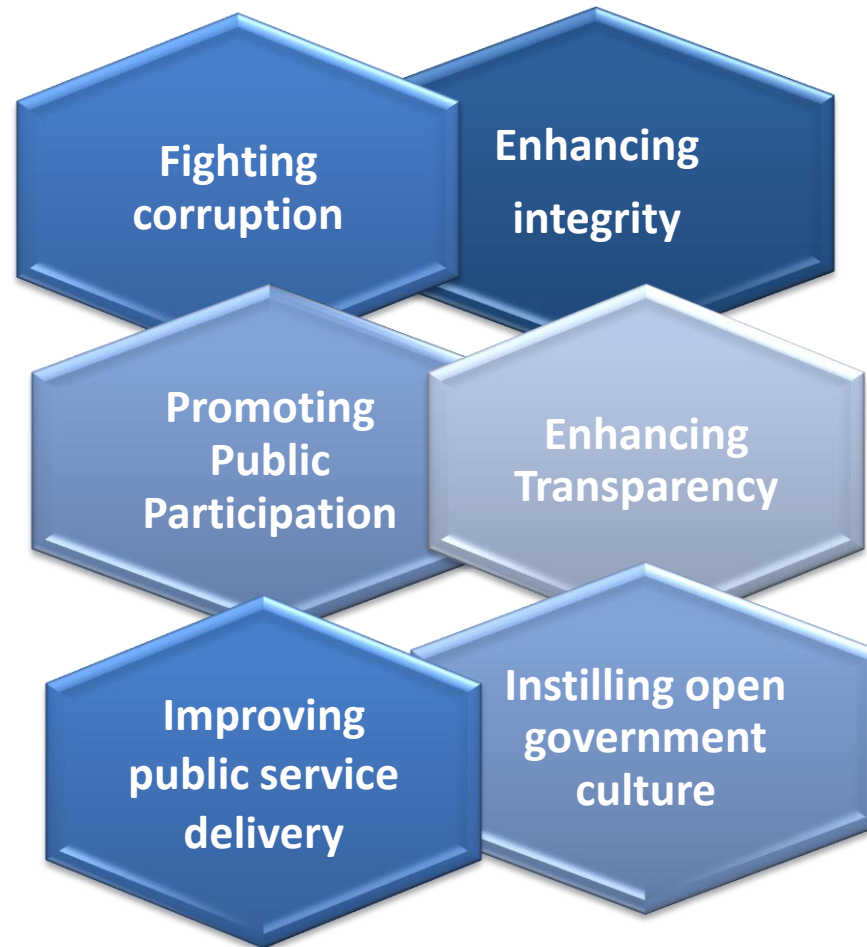 Fighting
corruption
Enhancing
integrity
Promoting
Public
Participation
Enhancing
Transparency
Improving
public service
delivery
Instilling open
government
culture